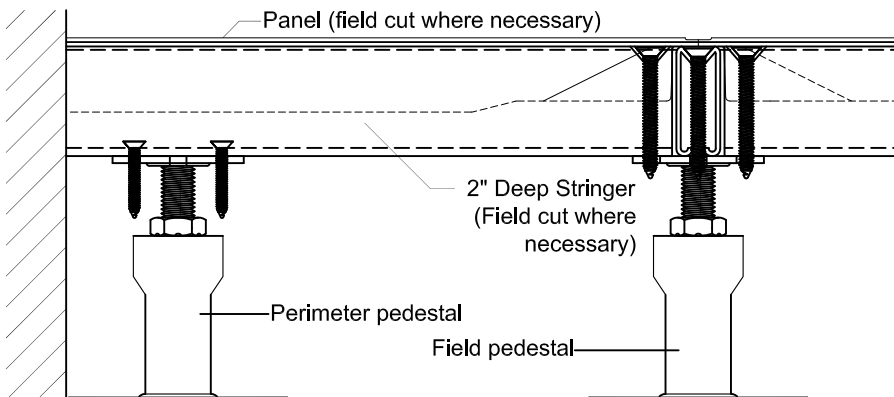 Panel (field cut where necessary)
2" Deep Stringer
(Field cut where
necessary)
Perimeter pedestal
Field pedestal